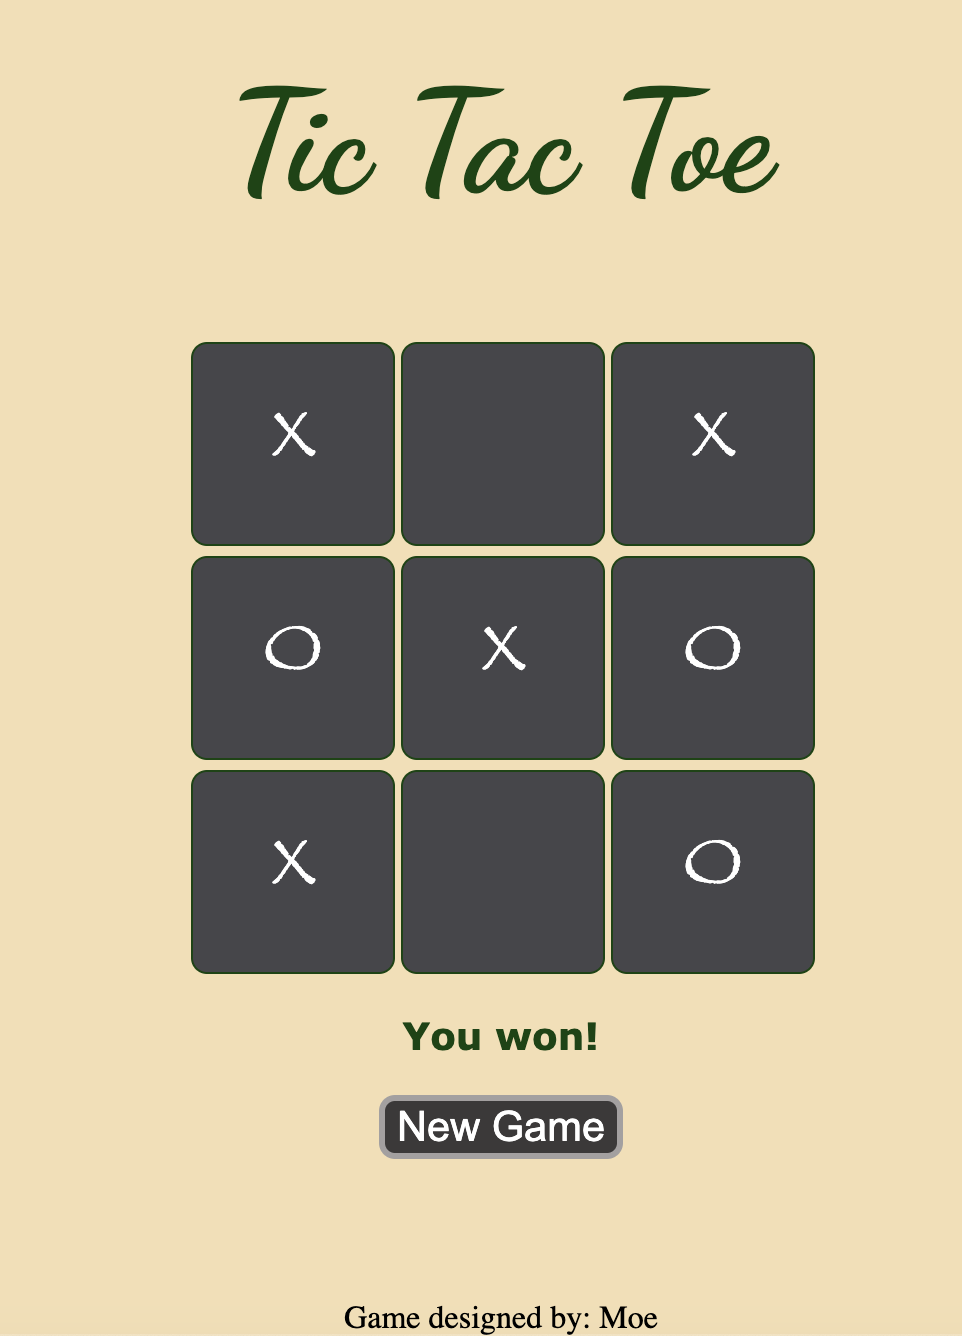 Tic Tac Toe
X X
O X O
X O
You won!
New Game
Game designed by: Moe